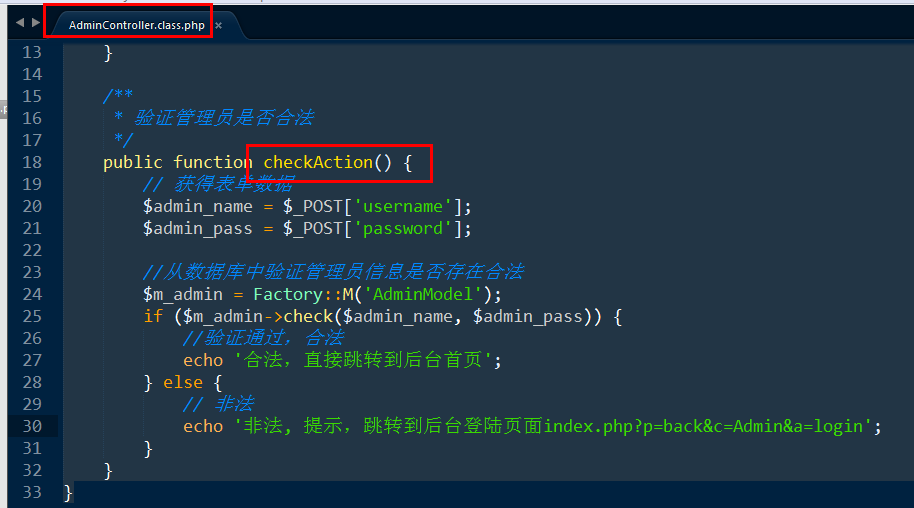 AdminController.class.php ×
13 }
14
15 /**
16 * 验证管理员是否合法
17 */
18 public function checkAction() {
19 // 获得表单数据
20 $admin_name = $_POST['username'];
21 $admin_pass = $_POST['password'];
22
23 //从数据库中验证管理员信息是否存在合法
24 $m_admin = Factory::M('AdminModel');
25 if ($m_admin->check($admin_name, $admin_pass)) {
26 //验证通过，合法
27 echo '合法，直接跳转到后台首页';
28 } else {
29 // 非法
30 echo '非法, 提示，跳转到后台登陆页面index.php?p=back&c=Admin&a=login';
31 }
32 }
33 }